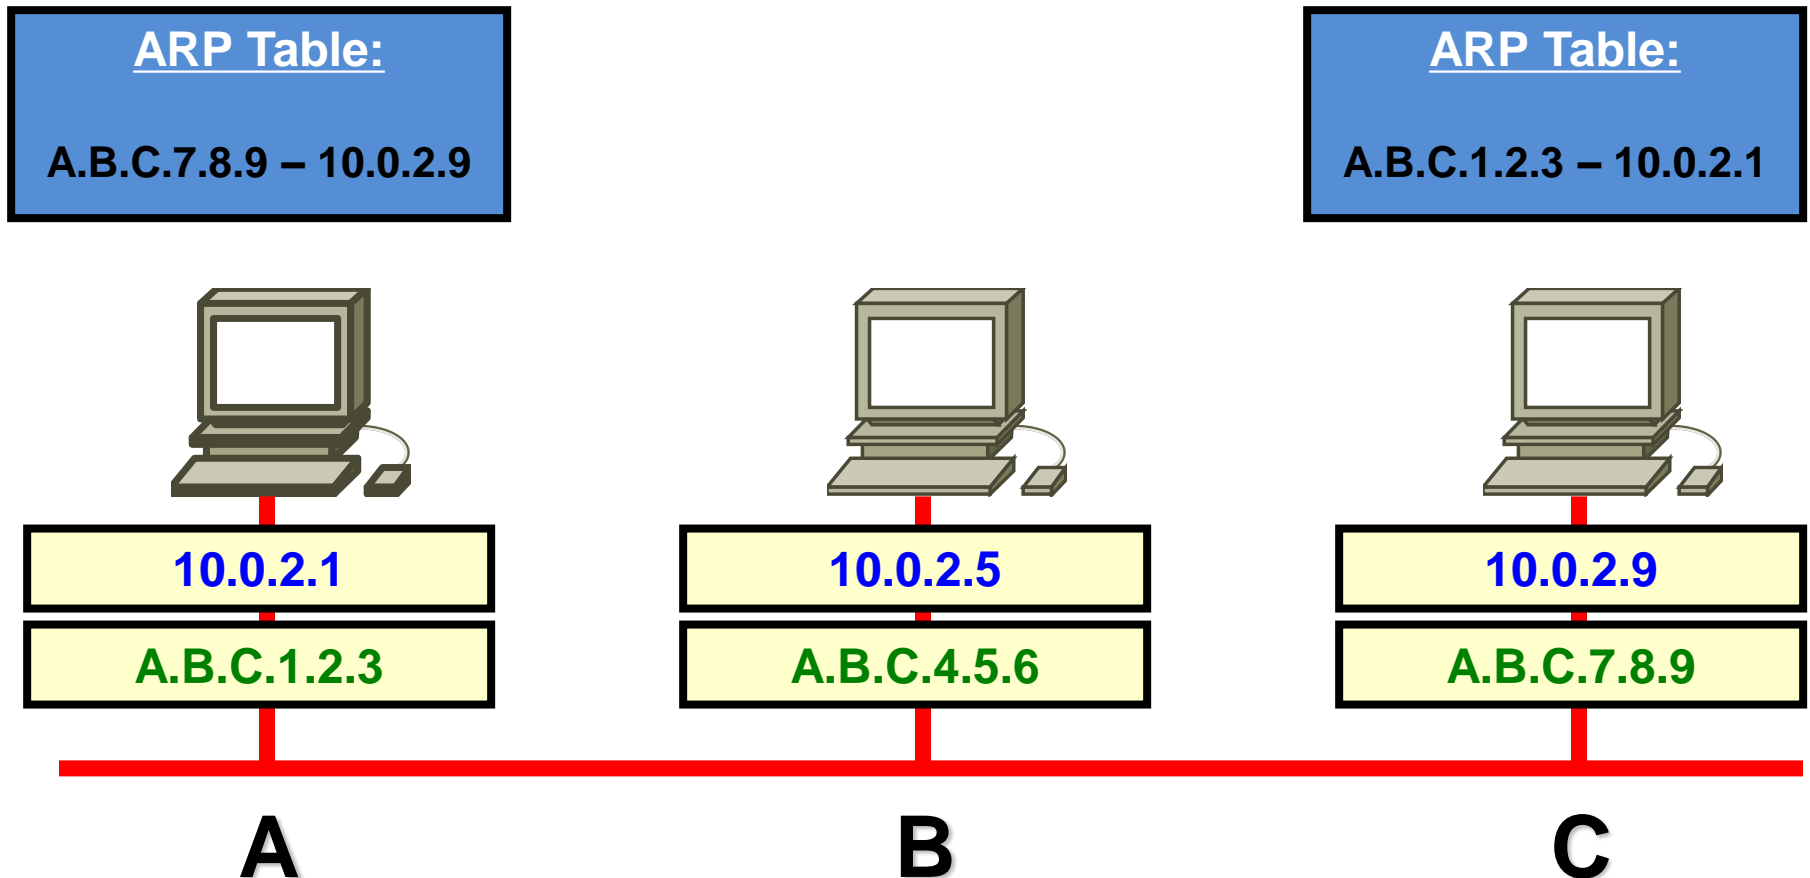 ARP Table:
A.B.C.7.8.9 – 10.0.2.9
ARP Table:
A.B.C.1.2.3 – 10.0.2.1
10.0.2.1
A.B.C.1.2.3
10.0.2.5
A.B.C.4.5.6
10.0.2.9
A.B.C.7.8.9
A
B
C